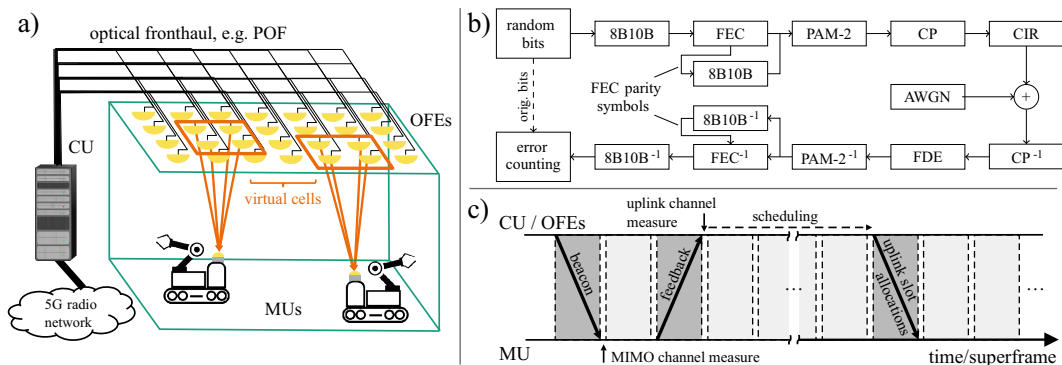 a)
optical fronthaul, e.g. POF
OFEs
CU
virtual cells
MUs
5G radio
network
b)
random
bits
8B10B
FEC
PAM-2
CP
CIR
8B10B
FEC parity
symbols
orig. bits
AWGN
+
8B10B-1
error
counting
8B10B-1
FEC-1
PAM-2-1
FDE
CP-1
c)
uplink channel
measure
scheduling
CU / OFEs
beacon
feedback
uplink slot
allocations
...
...
MU
MIMO channel measure
time/superframe